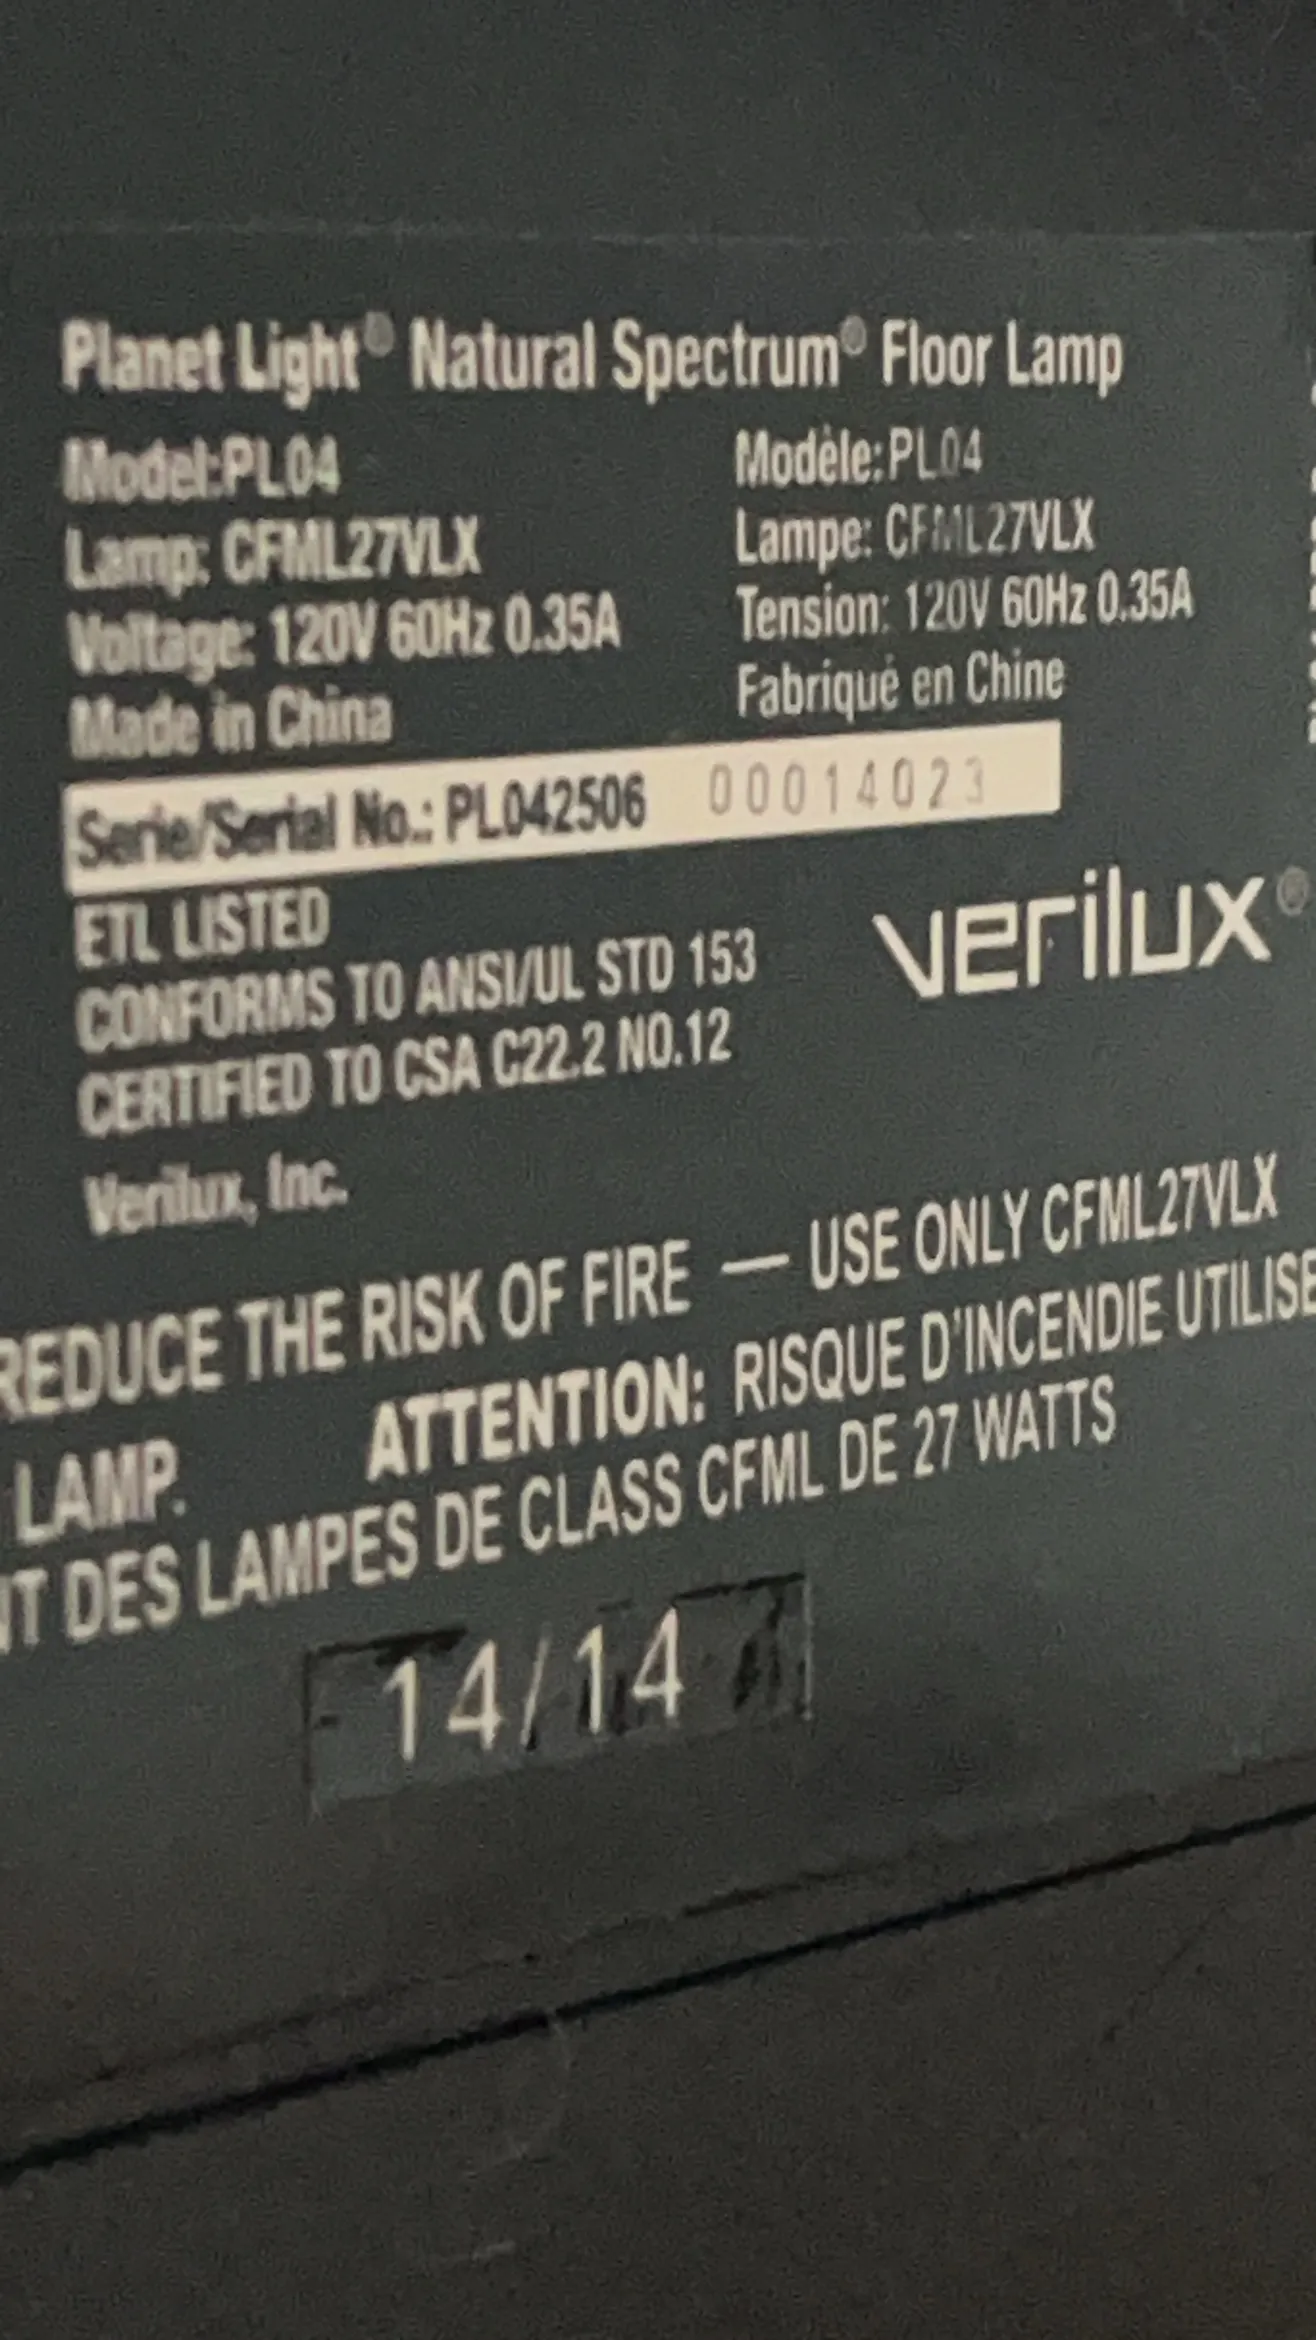 Planet Light® Natural Spectrum® Floor Lamp
Model:PL04
Lamp: CFML27VLX
Voltage: 120V 60Hz 0.35A
Made in China
Modèle:PL04
Lampe: CFML27VLX
Tension: 120V 60Hz 0.35A
Fabriqué en Chine
Serie/Serial No.: PL042506 00014023
ETL LISTED
CONFORMS TO ANSI/UL STD 153
CERTIFIED TO CSA C22.2 NO.12
verilux®
Verilux, Inc.
REDUCE THE RISK OF FIRE — USE ONLY CFML27VLX
LAMP. ATTENTION: RISQUE D'INCENDIE UTILISE
NT DES LAMPES DE CLASS CFML DE 27 WATTS
14/14